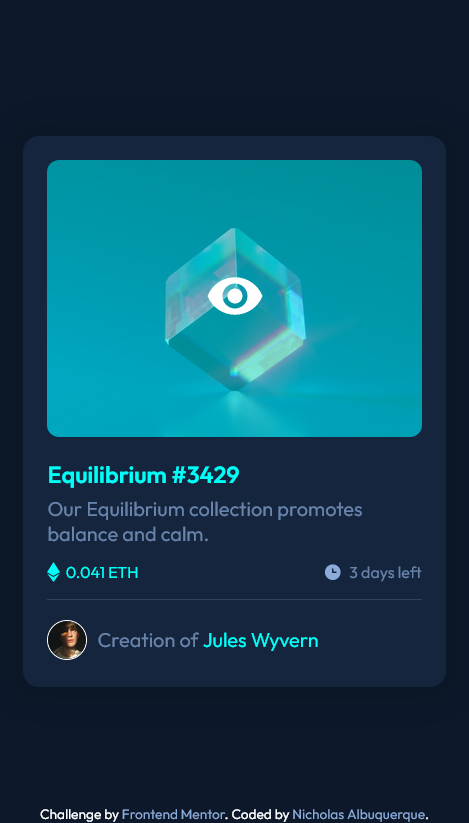 Equilibrium #3429
Our Equilibrium collection promotes
balance and calm.
0.041 ETH
3 days left
Creation of Jules Wyvern
Challenge by Frontend Mentor. Coded by Nicholas Albuquerque.